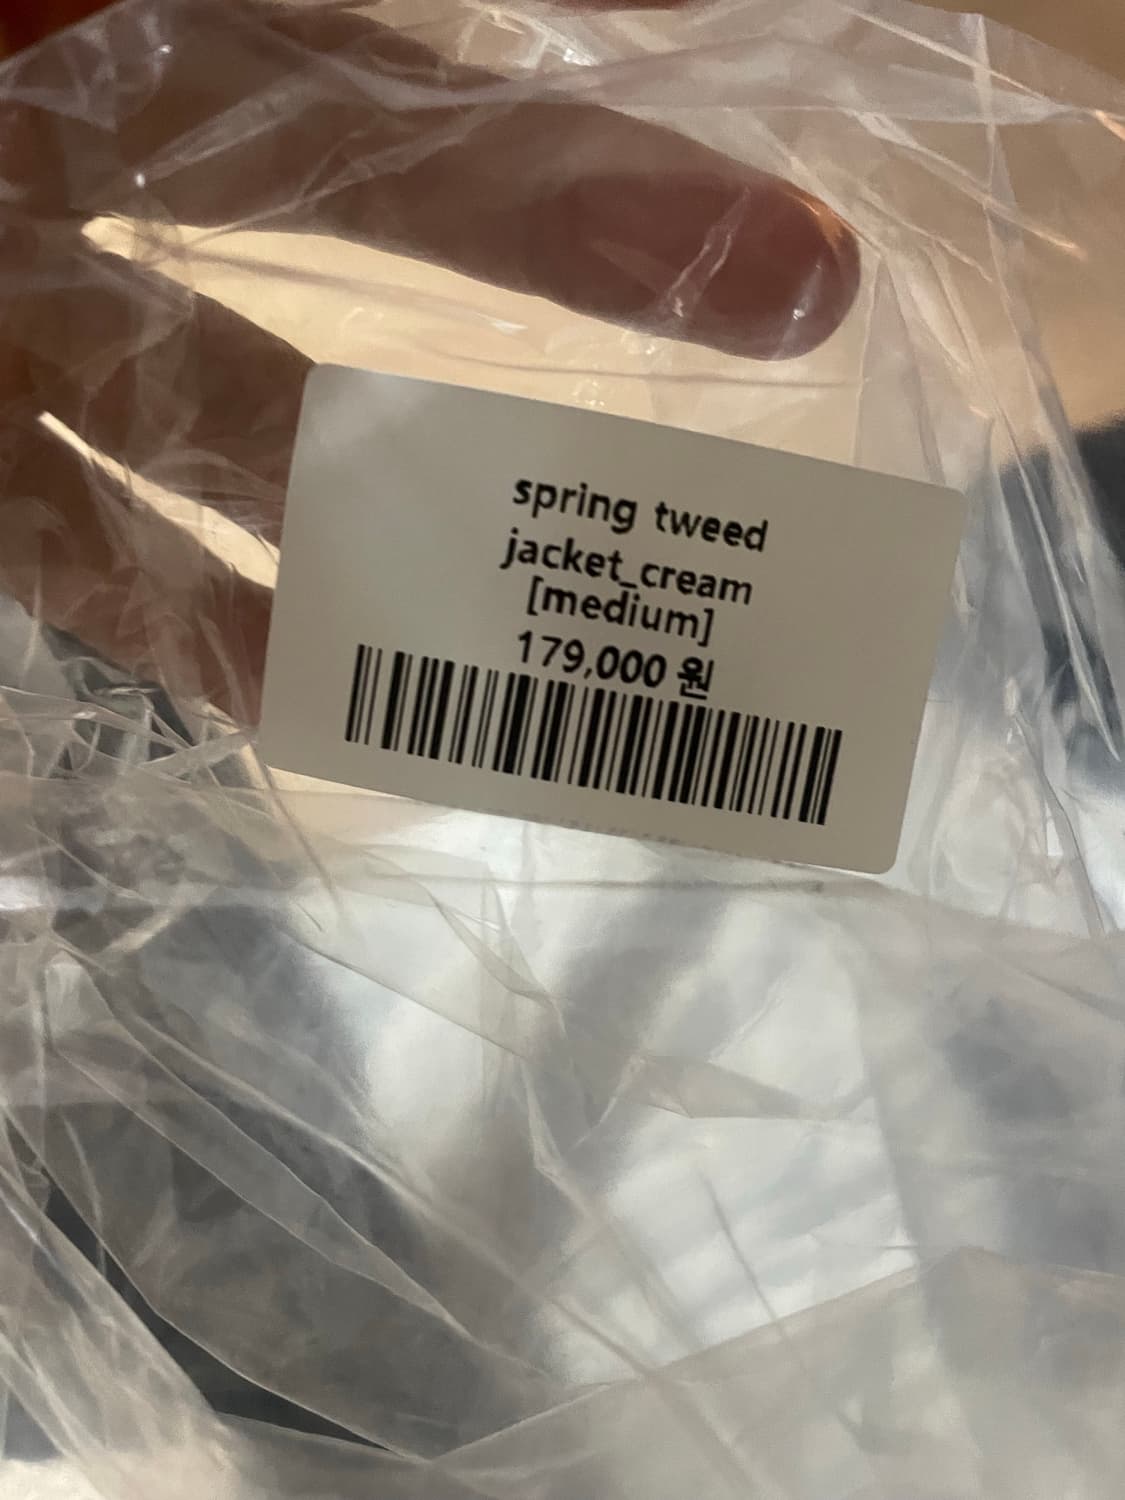 spring tweed
jacket_cream
[medium]
179,000 원